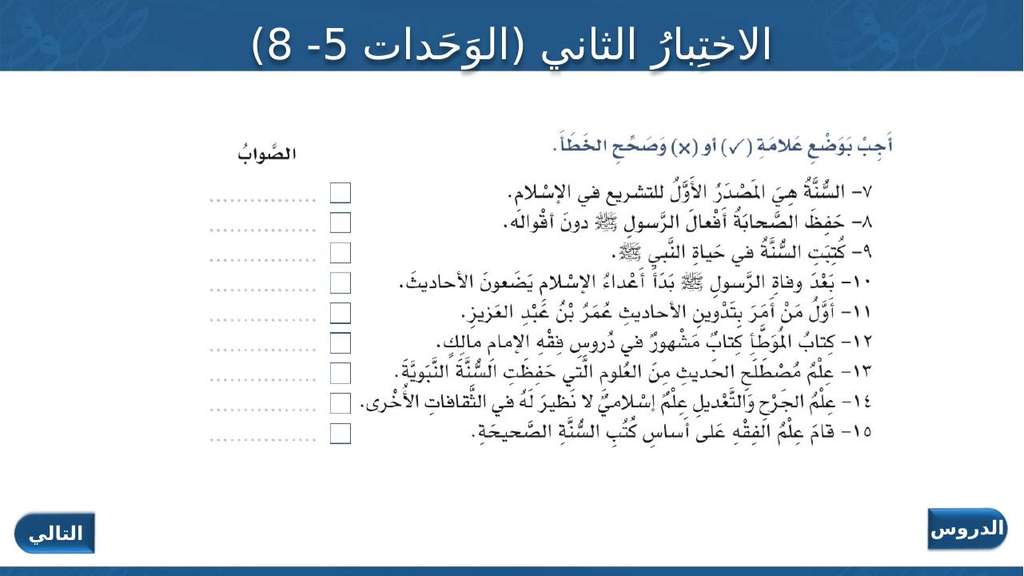 الاختِبارُ الثاني (الوَحَدات 5- 8)
أَجِبْ بَوَضْعِ عَلامَةِ (✓) أو (×) وَصَحِّحِ الخَطَأَ.
الصَّوابُ
٧- السُّنَّةُ هِيَ المَصْدَرُ الأَوَّلُ للتشريع في الإسْلام. ................
٨- حَفِظَ الصَّحابَةُ أَفْعالَ الرَّسولِ ﷺ دونَ أقْوالَه. ................
٩- كُتِبَتِ السُّنَّةُ في حَياةِ النَّبيِ ﷺ. ................
١٠- بَعْدَ وفاةِ الرَّسولِ ﷺ بَدَأَ أَعْداءُ الإسْلام يَضَعونَ الأحاديثَ. ................
١١- أوَّلُ مَنْ أَمَرَ بِتَدْوينِ الأحاديثِ عُمَرُ بْنُ عَبْدِ العَزيزِ. ................
١٢- كِتابُ المُوَطَّأِ كِتابٌ مَشْهورٌ في دُروسِ فِقْهِ الإمام مالِكٍ. ................
١٣- عِلْمُ مُصْطَلَحِ الحَديثِ مِنَ العُلوم الَّتي حَفِظَتِ السُّنَّةَ النَّبَويَّةَ. ................
١٤- عِلْمُ الجَرْحِ وَالتَّعْديلِ عِلْمٌ إسْلاميٌّ لا نَظيرَ لَهُ في الثَّقافاتِ الأُخْرى. ................
١٥- قامَ عِلْمُ الفِقْهِ عَلى أساسِ كُتُبِ السُّنَّةِ الصَّحيحَةِ. ................
الدروس
التالي